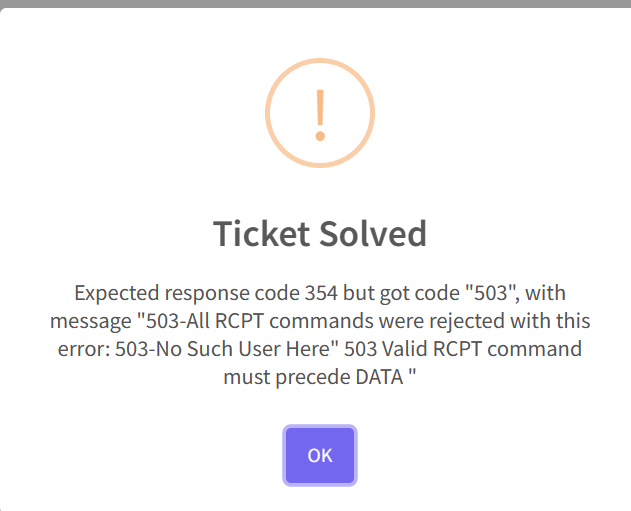 !
Ticket Solved
Expected response code 354 but got code "503", with
message "503-All RCPT commands were rejected with this
error: 503-No Such User Here" 503 Valid RCPT command
must precede DATA "
OK